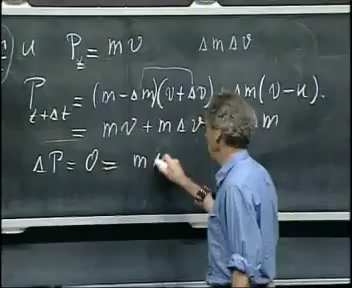 u P_t = mv ΔmΔv
P_{t+Δt} = (m-Δm)(v+Δv) Δm(v-u).
= mv + mΔv m
ΔP = 0 = m